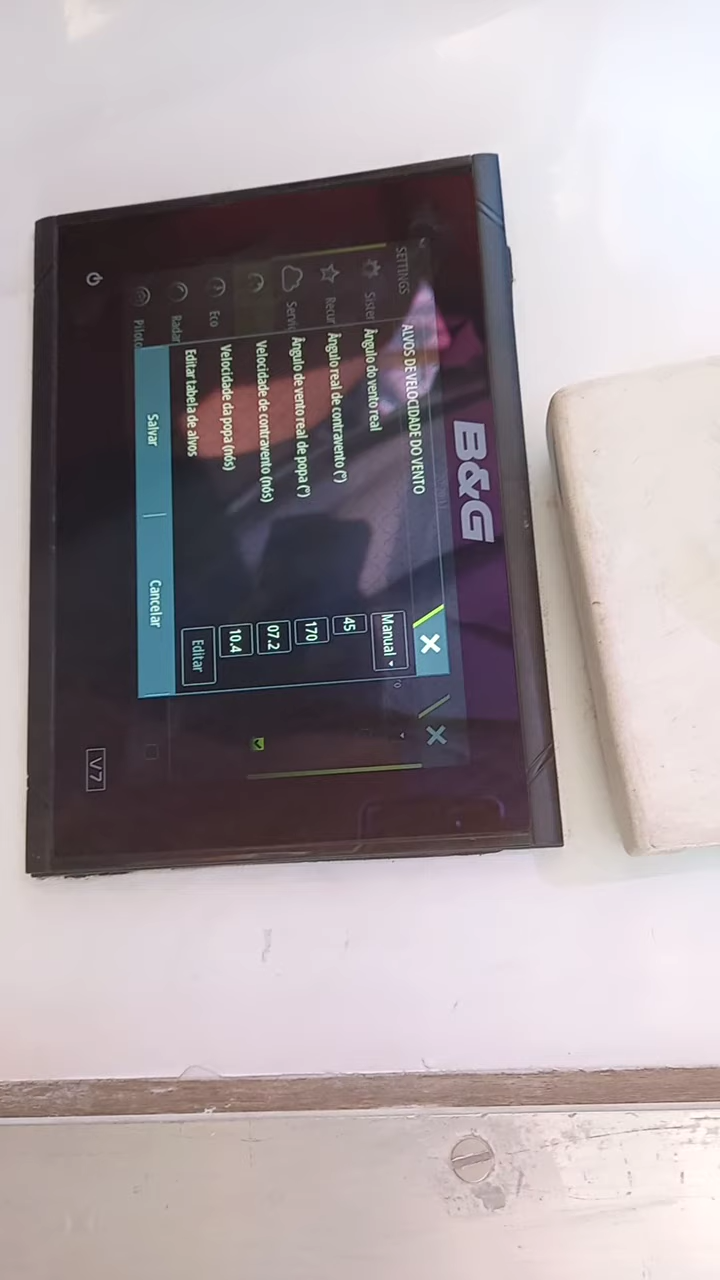 B&G
ALVOS DE VELOCIDADE DO VENTO
Ângulo do vento real Manual
Ângulo real de contravento (°) 45
Ângulo de vento real de popa (°) 170
Velocidade de contravento (nós) 07.2
Velocidade da popa (nós) 10.4
Editar tabela de alvos Editar
Salvar Cancelar
SETTINGS
Sister
Recur
Servi
Eco
Radar
Piloto
V7